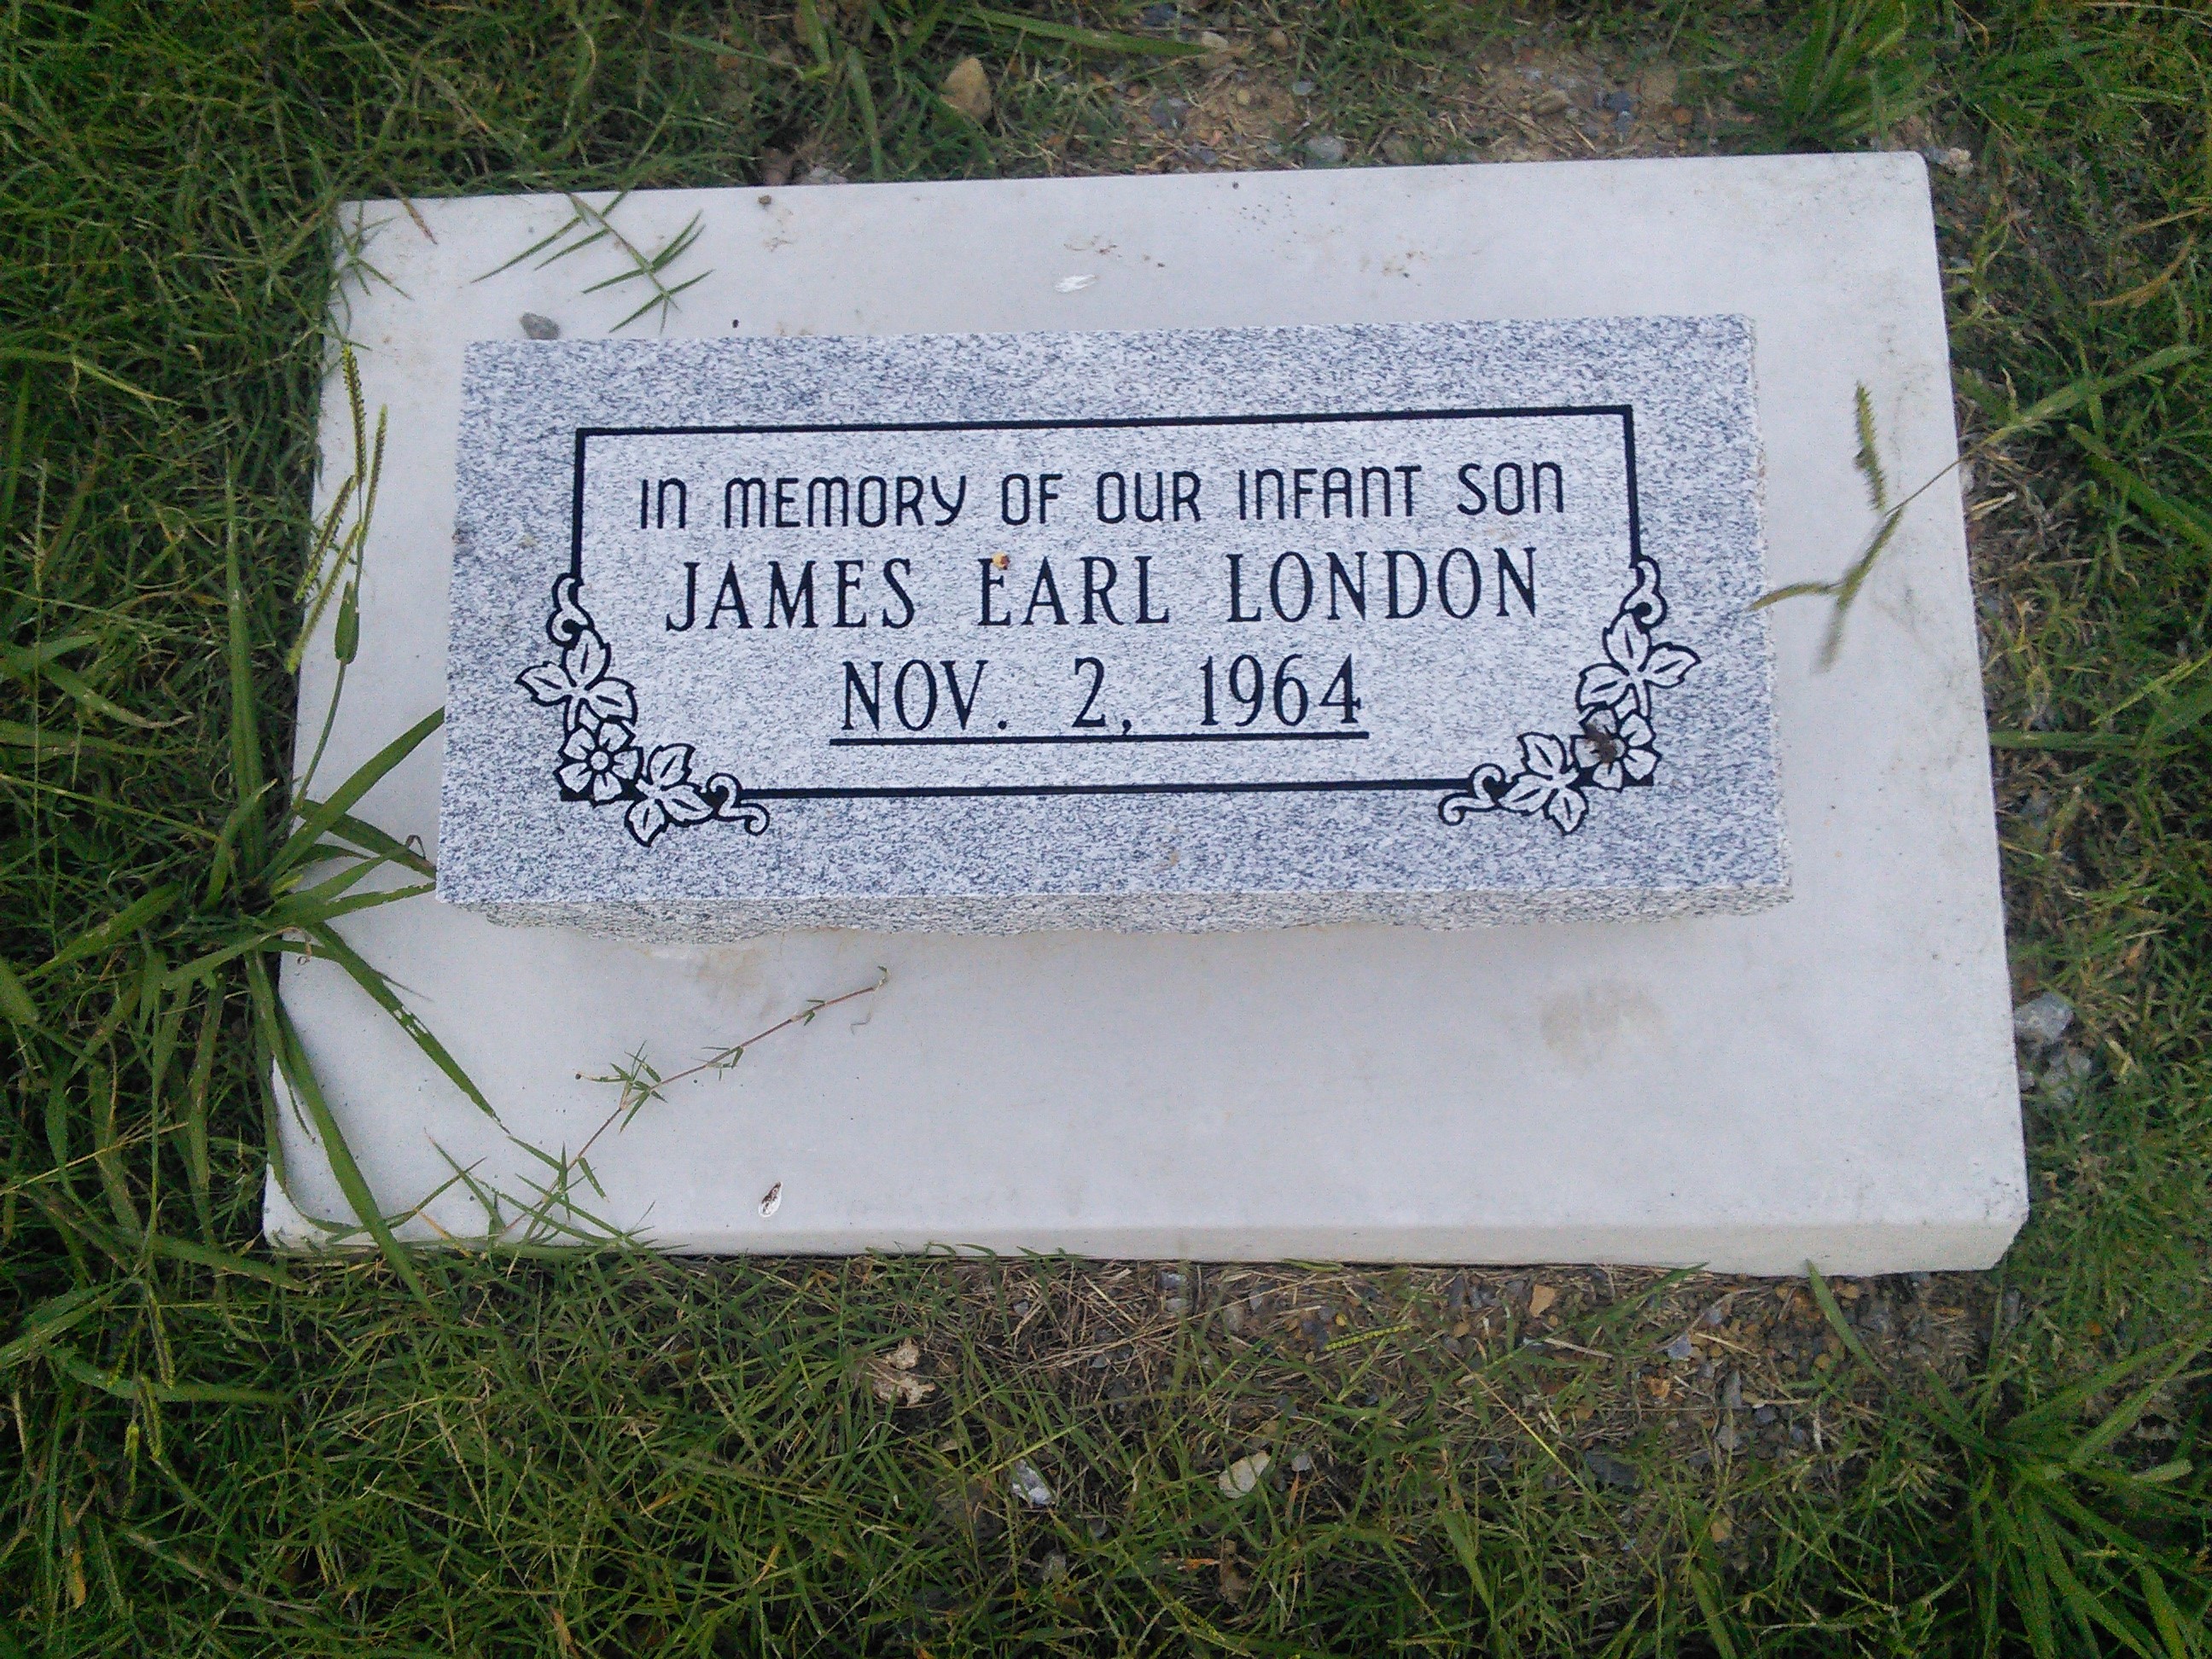 IN MEMORY OF OUR INFANT SON
JAMES EARL LONDON
NOV. 2, 1964